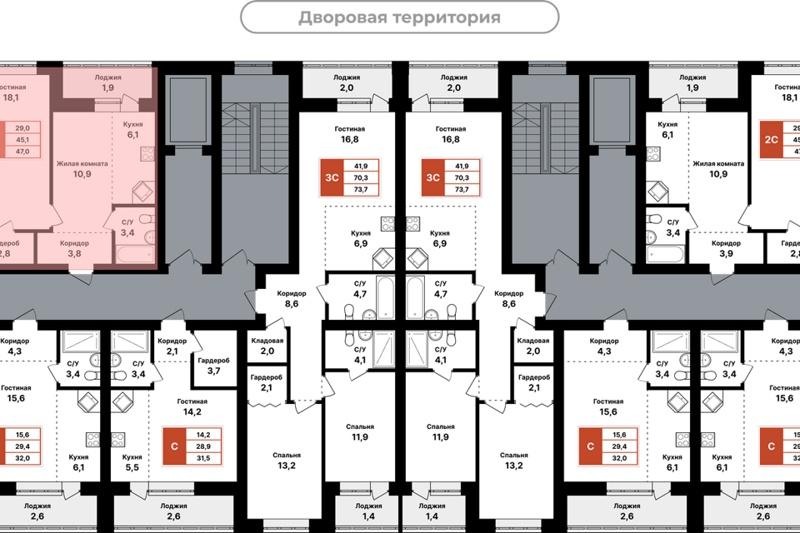 Дворовая территория
Гостиная
18,1
29,0
45,1
47,0
Лоджия
1,9
Кухня
6,1
Жилая комната
10,9
С/У
3,4
Коридор
3,8
2,8
Лоджия
2,0
Гостиная
16,8
3С
41,9
70,3
73,7
Кухня
6,9
С/У
4,7
Коридор
8,6
Лоджия
2,0
Гостиная
16,8
3С
41,9
70,3
73,7
Кухня
6,9
С/У
4,7
Коридор
8,6
Лоджия
1,9
Кухня
6,1
Жилая комната
10,9
С/У
3,4
Коридор
3,9
Гостиная
18,1
2С
2,8
Коридор
4,3
С/У
3,4
Гостиная
15,6
15,6
29,4
32,0
Кухня
6,1
Лоджия
2,6
Коридор
2,1
С/У
3,4
Гардероб
3,7
Гостиная
14,2
С
14,2
28,9
31,5
Кухня
5,5
Лоджия
2,6
Кладовая
2,0
Гардероб
2,1
С/У
4,1
Спальня
13,2
Спальня
11,9
Лоджия
1,4
С/У
4,1
Кладовая
2,0
Гардероб
2,1
Спальня
11,9
Спальня
13,2
Лоджия
1,4
Коридор
4,3
С/У
3,4
Гостиная
15,6
С
15,6
29,4
32,0
Кухня
6,1
Лоджия
2,6
Коридор
4,3
С/У
3,4
Гостиная
15,6
С
Кухня
6,1
Лоджия
2,6